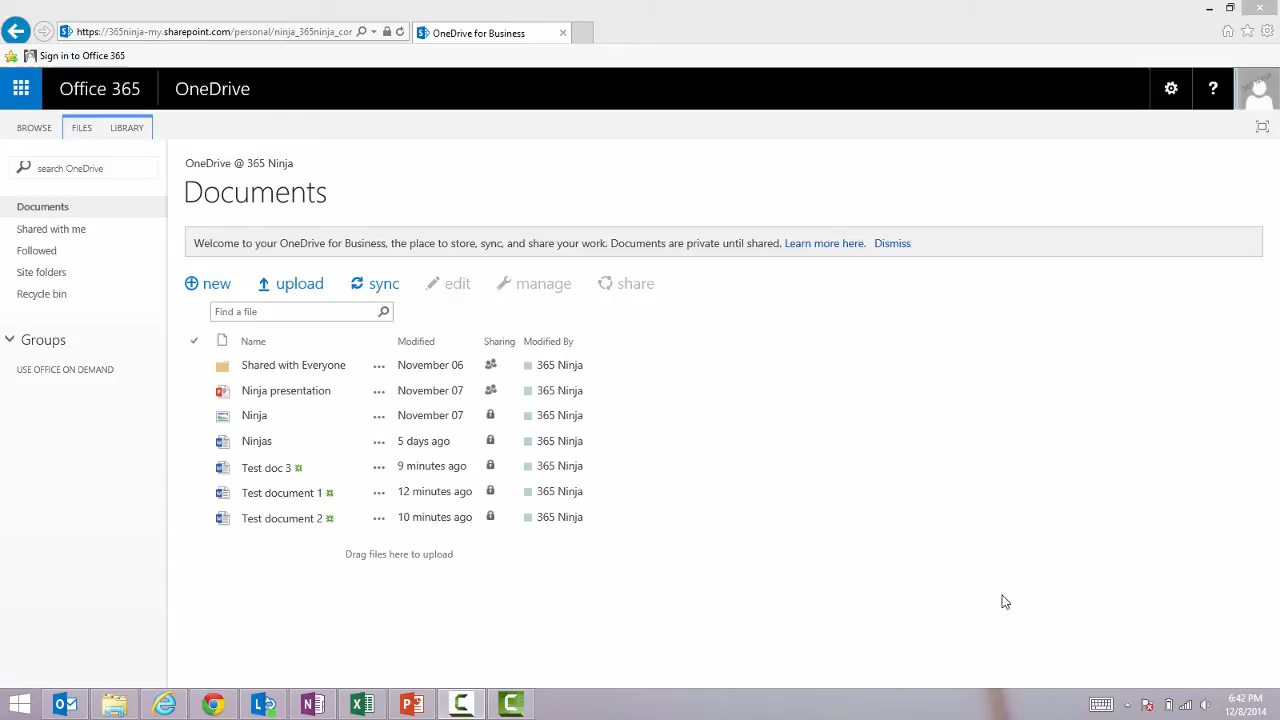 https://365ninja-my.sharepoint.com/personal/ninja_365ninja_cor
OneDrive for Business
Sign in to Office 365
Office 365
OneDrive
?
BROWSE
FILES
LIBRARY
search OneDrive
Documents
Shared with me
Followed
Site folders
Recycle bin
Groups
USE OFFICE ON DEMAND
OneDrive @ 365 Ninja
Documents
Welcome to your OneDrive for Business, the place to store, sync, and share your work. Documents are private until shared. Learn more here. Dismiss
new upload sync edit manage share
Find a file
Name Modified Sharing Modified By
Shared with Everyone ... November 06 365 Ninja
Ninja presentation ... November 07 365 Ninja
Ninja ... November 07 365 Ninja
Ninjas ... 5 days ago 365 Ninja
Test doc 3 ... 9 minutes ago 365 Ninja
Test document 1 ... 12 minutes ago 365 Ninja
Test document 2 ... 10 minutes ago 365 Ninja
Drag files here to upload
6:42 PM
12/8/2014